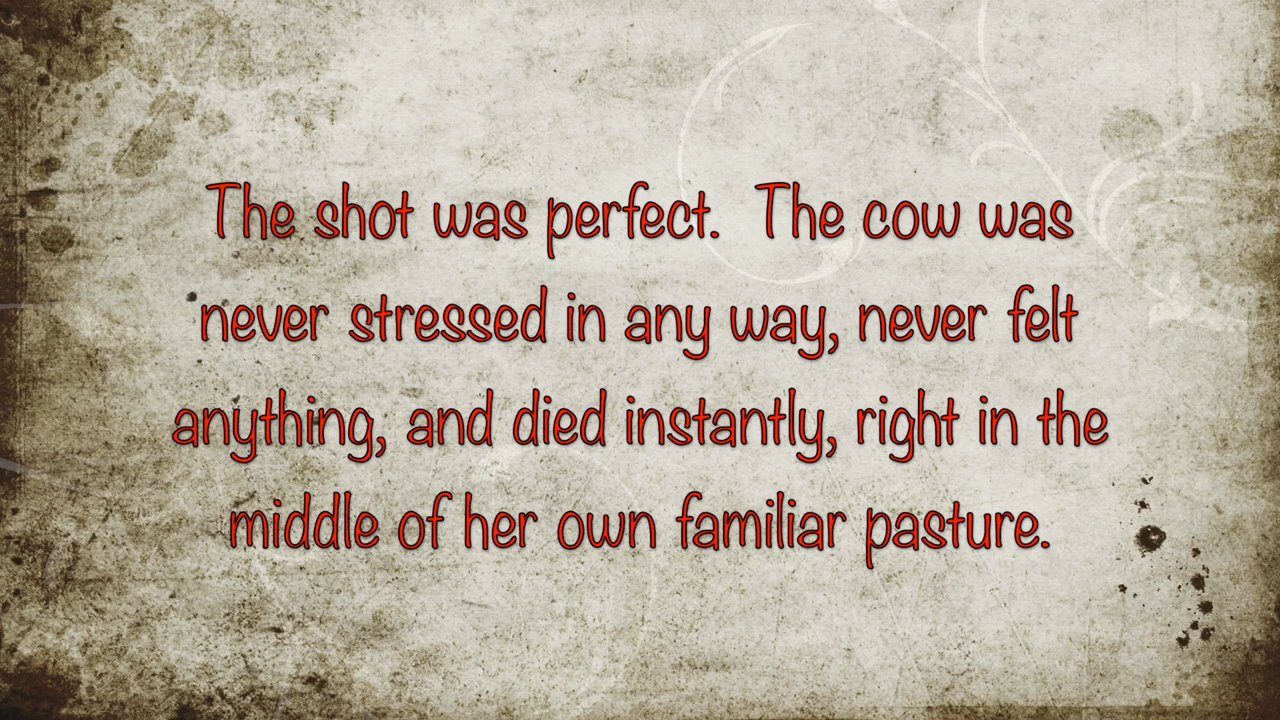 The shot was perfect.  The cow was
never stressed in any way, never felt
anything, and died instantly, right in the
middle of her own familiar pasture.